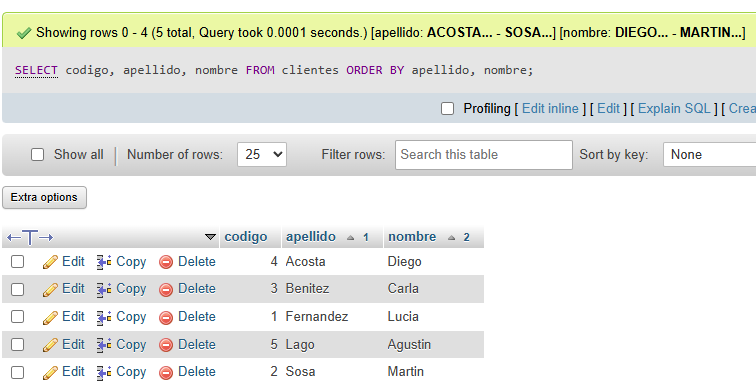 Showing rows 0 - 4 (5 total, Query took 0.0001 seconds.) [apellido: ACOSTA... - SOSA...] [nombre: DIEGO... - MARTIN...]
SELECT codigo, apellido, nombre FROM clientes ORDER BY apellido, nombre;
Profiling [ Edit inline ] [ Edit ] [ Explain SQL ] [ Crea
Show all Number of rows: 25 Filter rows: Search this table Sort by key: None
Extra options
codigo apellido 1 nombre 2
Edit Copy Delete 4 Acosta Diego
Edit Copy Delete 3 Benitez Carla
Edit Copy Delete 1 Fernandez Lucia
Edit Copy Delete 5 Lago Agustin
Edit Copy Delete 2 Sosa Martin